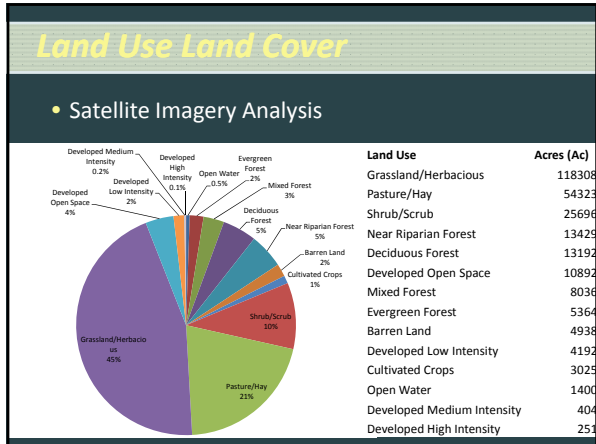 Land Use Land Cover
• Satellite Imagery Analysis
Developed Medium
Intensity
0.2%
Developed
High
Intensity
0.1%
Open Water
0.5%
Evergreen
Forest
2%
Mixed Forest
3%
Developed
Low Intensity
2%
Developed
Open Space
4%
Deciduous
Forest
5%
Near Riparian Forest
5%
Barren Land
2%
Cultivated Crops
1%
Shrub/Scrub
10%
Pasture/Hay
21%
Grassland/Herbacio
us
45%
Land Use Acres (Ac)
Grassland/Herbacious 118308
Pasture/Hay 54323
Shrub/Scrub 25696
Near Riparian Forest 13429
Deciduous Forest 13192
Developed Open Space 10892
Mixed Forest 8036
Evergreen Forest 5364
Barren Land 4938
Developed Low Intensity 4192
Cultivated Crops 3025
Open Water 1400
Developed Medium Intensity 404
Developed High Intensity 251